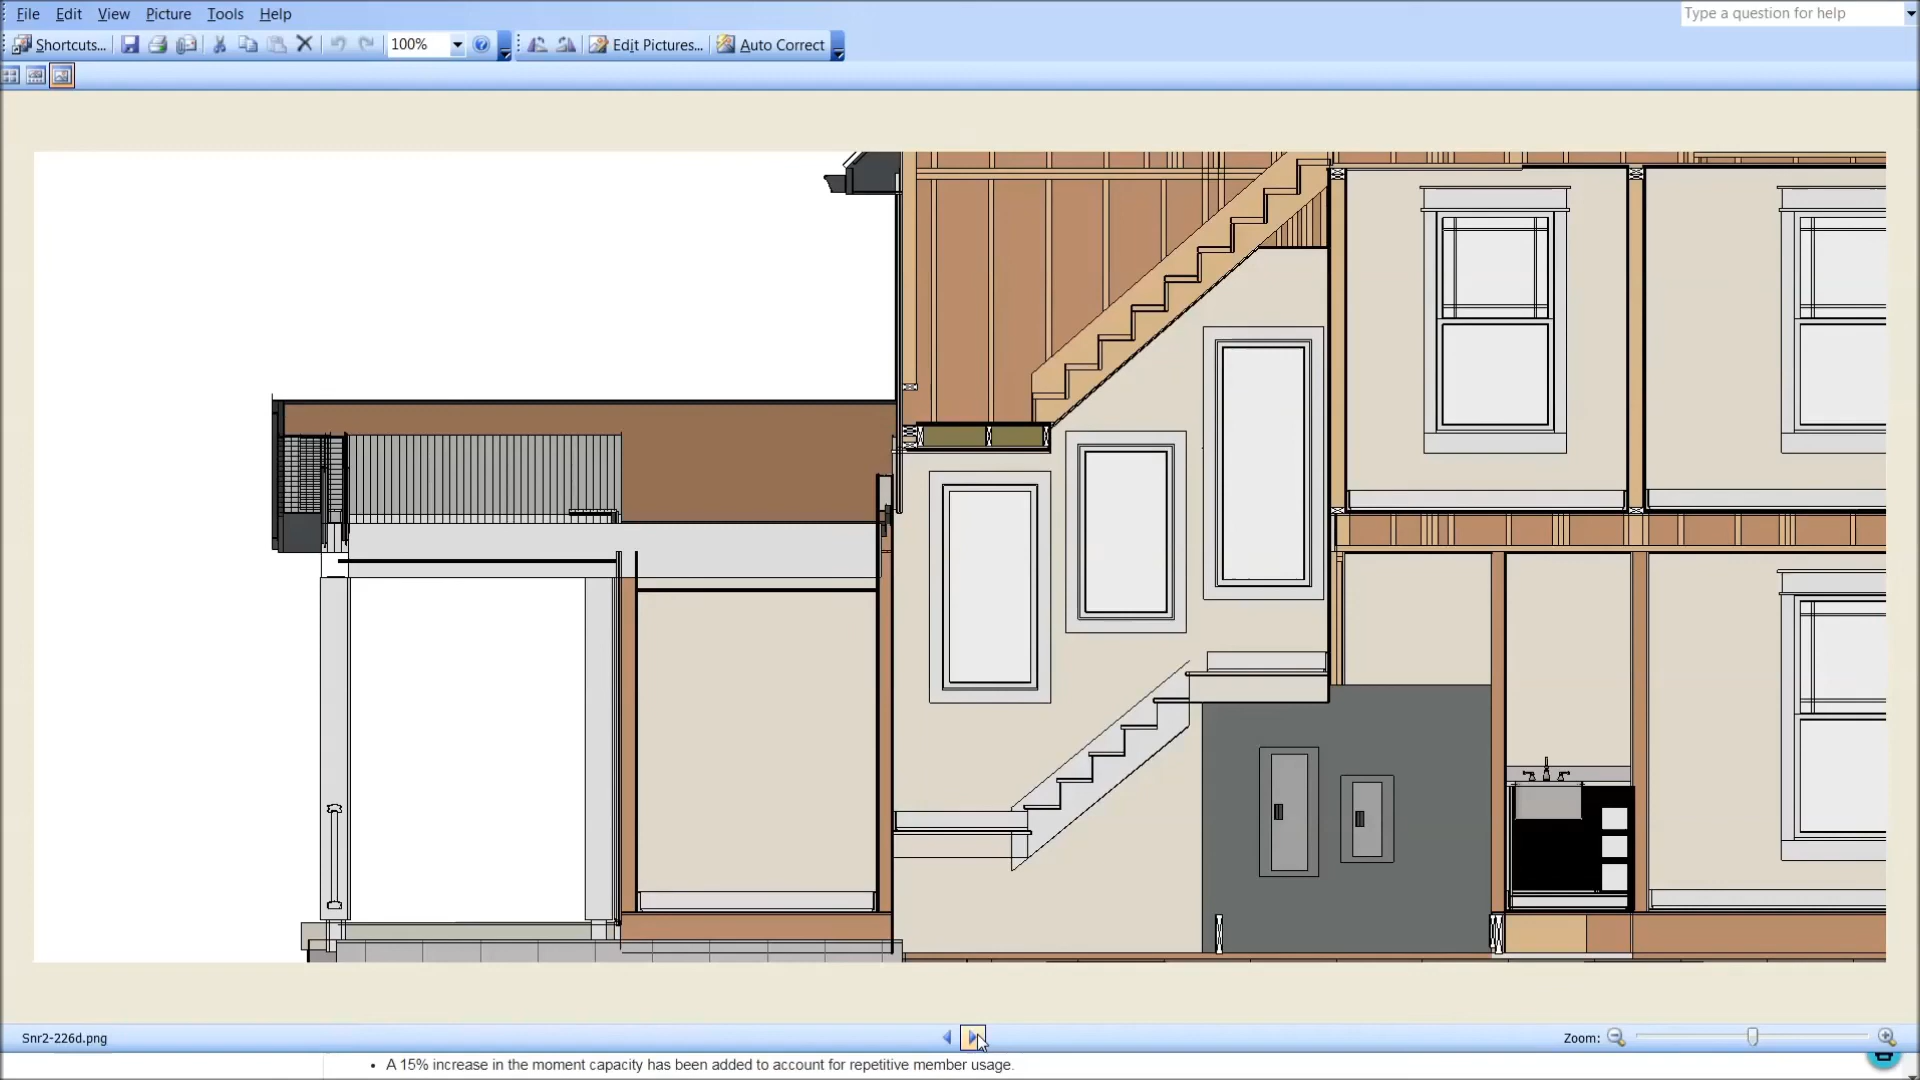 File Edit View Picture Tools Help
Type a question for help
Shortcuts... 100% Edit Pictures... Auto Correct
Snr2-226d.png
Zoom:
• A 15% increase in the moment capacity has been added to account for repetitive member usage.